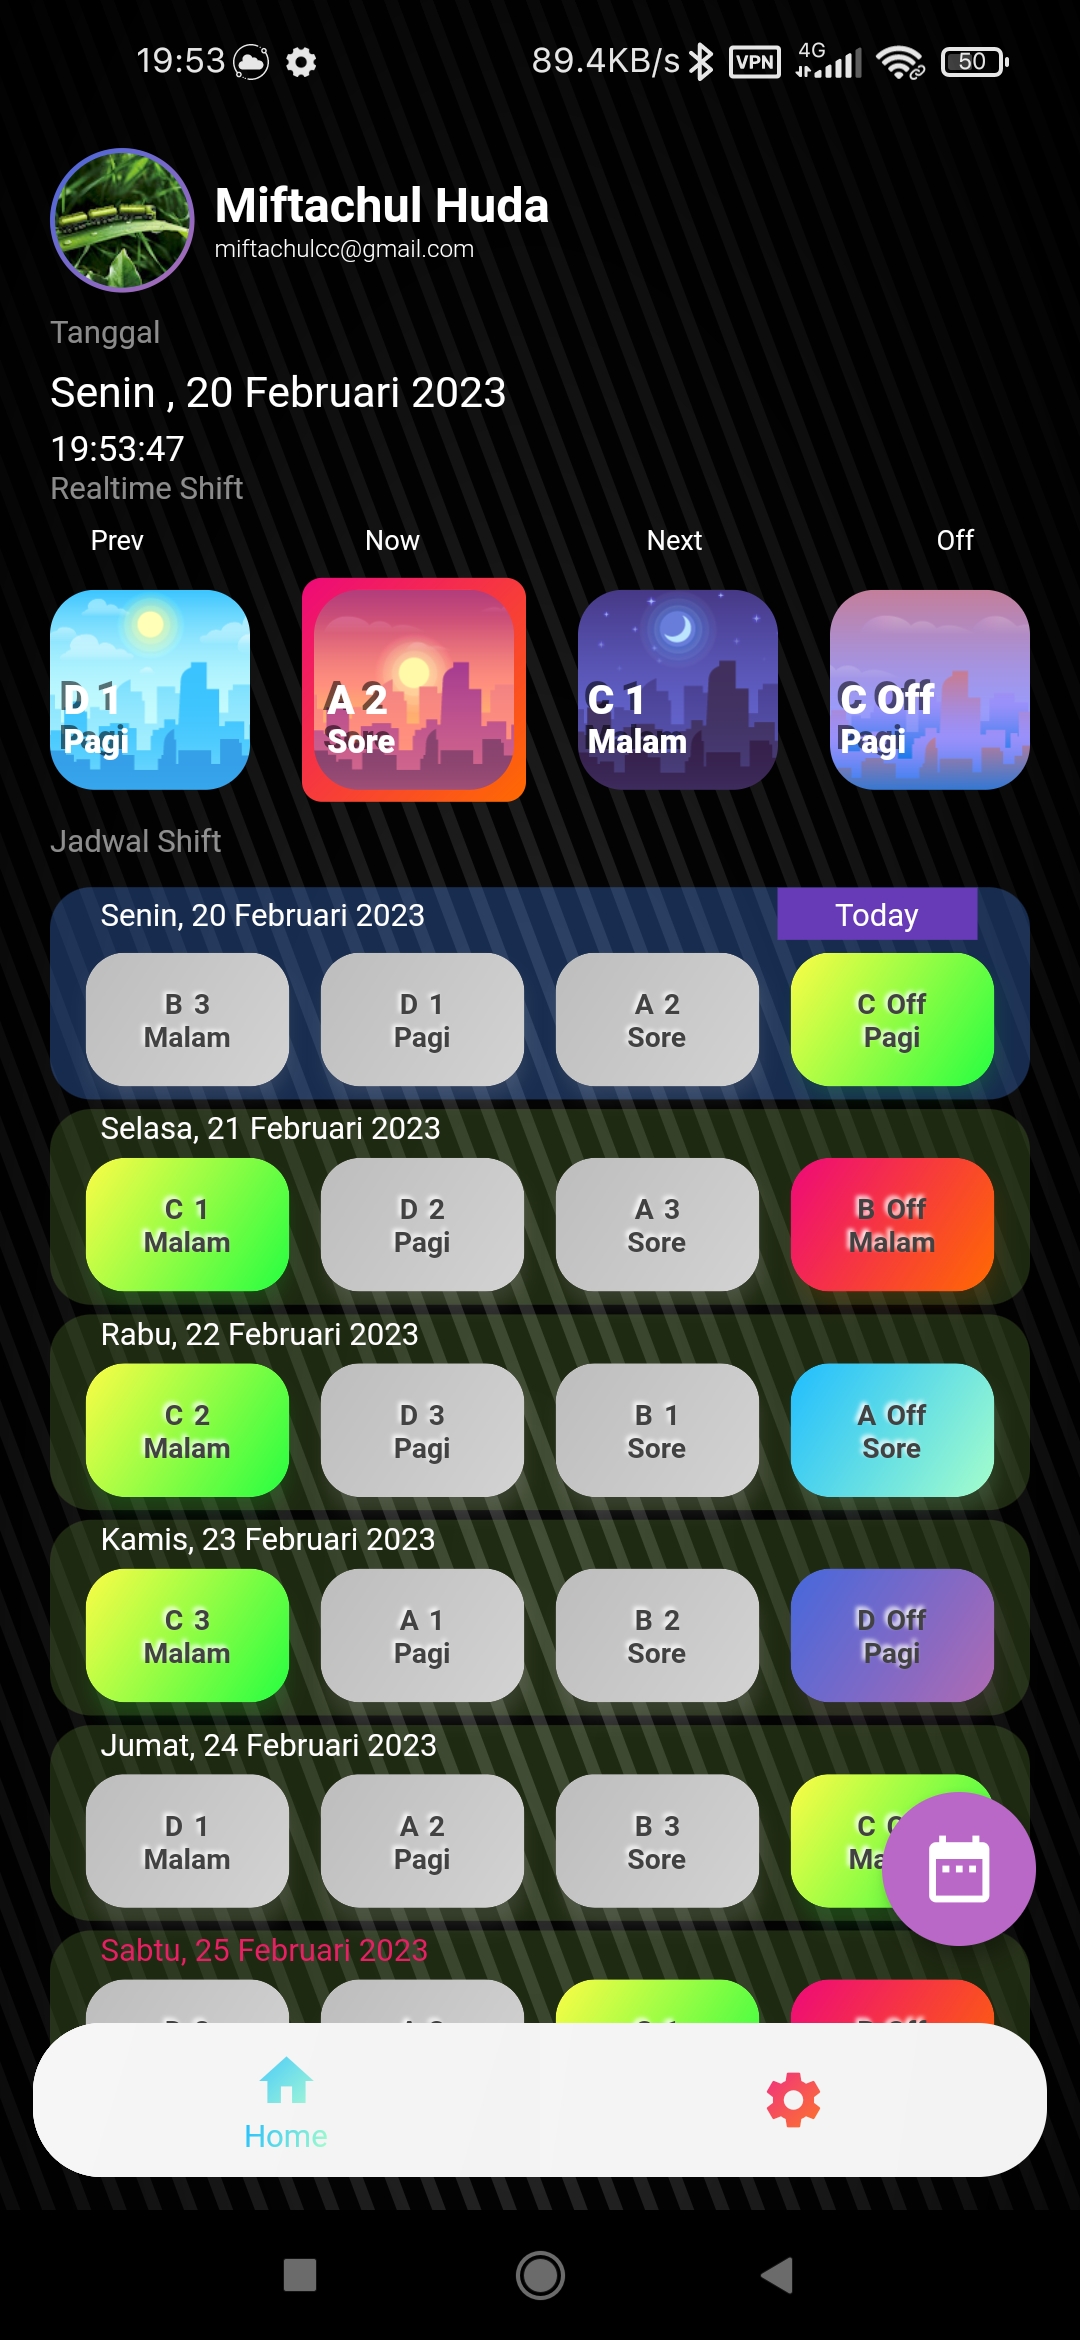 19:53 89.4KB/s VPN 4G 50
Miftachul Huda
miftachulcc@gmail.com
Tanggal
Senin , 20 Februari 2023
19:53:47
Realtime Shift
Prev Now Next Off
D 1 A 2 C 1 C Off
Pagi Sore Malam Pagi
Jadwal Shift
Senin, 20 Februari 2023 Today
B 3 D 1 A 2 C Off
Malam Pagi Sore Pagi
Selasa, 21 Februari 2023
C 1 D 2 A 3 B Off
Malam Pagi Sore Malam
Rabu, 22 Februari 2023
C 2 D 3 B 1 A Off
Malam Pagi Sore Sore
Kamis, 23 Februari 2023
C 3 A 1 B 2 D Off
Malam Pagi Sore Pagi
Jumat, 24 Februari 2023
D 1 A 2 B 3 C
Malam Pagi Sore
Sabtu, 25 Februari 2023
Home